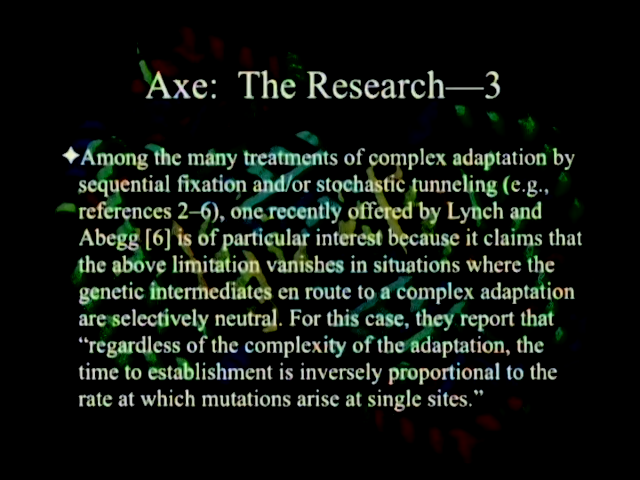 Axe:  The Research—3
✦Among the many treatments of complex adaptation by
sequential fixation and/or stochastic tunneling (e.g.,
references 2–6), one recently offered by Lynch and
Abegg [6] is of particular interest because it claims that
the above limitation vanishes in situations where the
genetic intermediates en route to a complex adaptation
are selectively neutral. For this case, they report that
“regardless of the complexity of the adaptation, the
time to establishment is inversely proportional to the
rate at which mutations arise at single sites.”